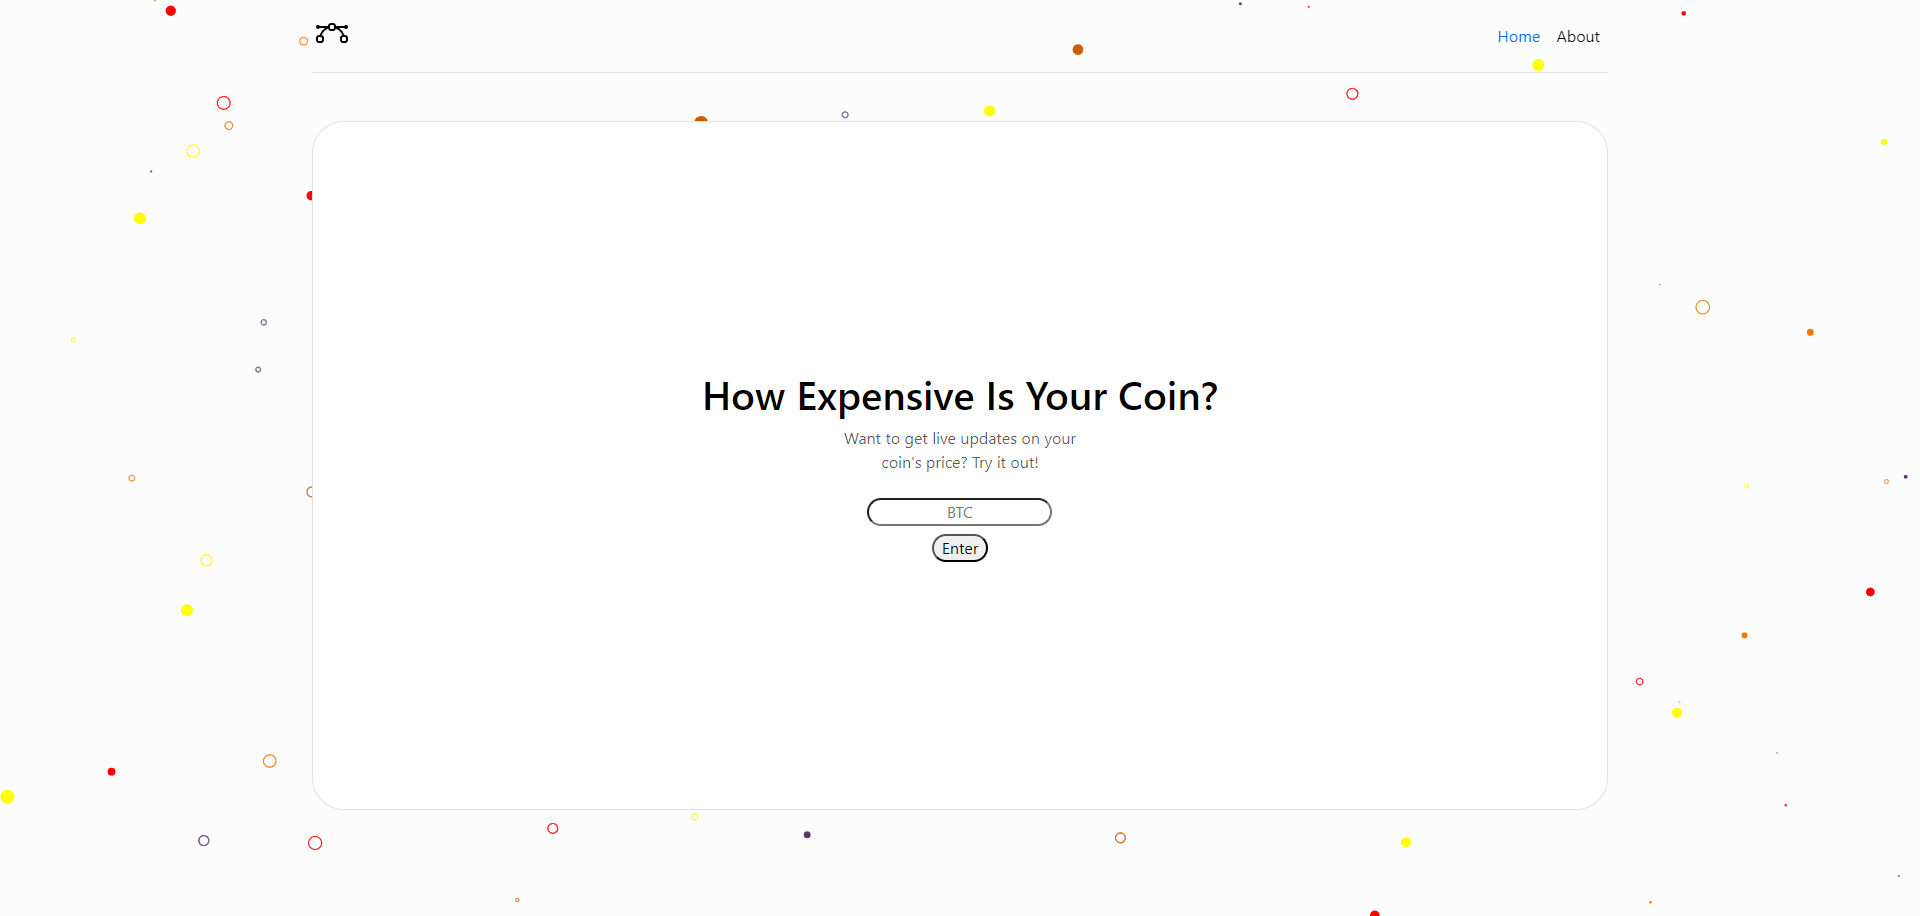 Home About
How Expensive Is Your Coin?
Want to get live updates on your
coin's price? Try it out!
BTC
Enter